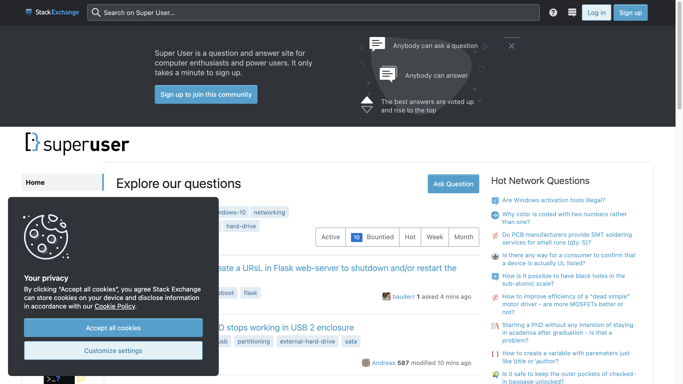 StackExchange
Search on Super User...
Log in
Sign up
Super User is a question and answer site for
computer enthusiasts and power users. It only
takes a minute to sign up.
Sign up to join this community
Anybody can ask a question
Anybody can answer
The best answers are voted up
and rise to the top
superuser
Home
Explore our questions
Ask Question
networking
hard-drive
Active
10 Bountied
Hot
Week
Month
eate a URsL in Flask web-server to shutdown and/or restart the
eboot
flask
bauderr 1 asked 4 mins ago
D stops working in USB 2 enclosure
usb
partitioning
external-hard-drive
sata
Andreas 587 modified 10 mins ago
Hot Network Questions
Are Windows activation tools illegal?
Why color is coded with two numbers rather
than one?
Do PCB manufacturers provide SMT soldering
services for small runs (qty. 5)?
Is there any way for a consumer to confirm that
a device is actually UL listed?
How is it possible to have black holes in the
sub-atomic scale?
How to improve efficiency of a "dead simple"
motor driver - are more MOSFETs better or
not?
Starting a PhD without any intention of staying
in academia after graduation - Is that a
problem?
How to create a variable with parameters just
like \title or \author?
Is it safe to keep the outer pockets of checked-
in baggage unlocked?
Your privacy
By clicking "Accept all cookies", you agree Stack Exchange
can store cookies on your device and disclose information
in accordance with our Cookie Policy.
Accept all cookies
Customize settings